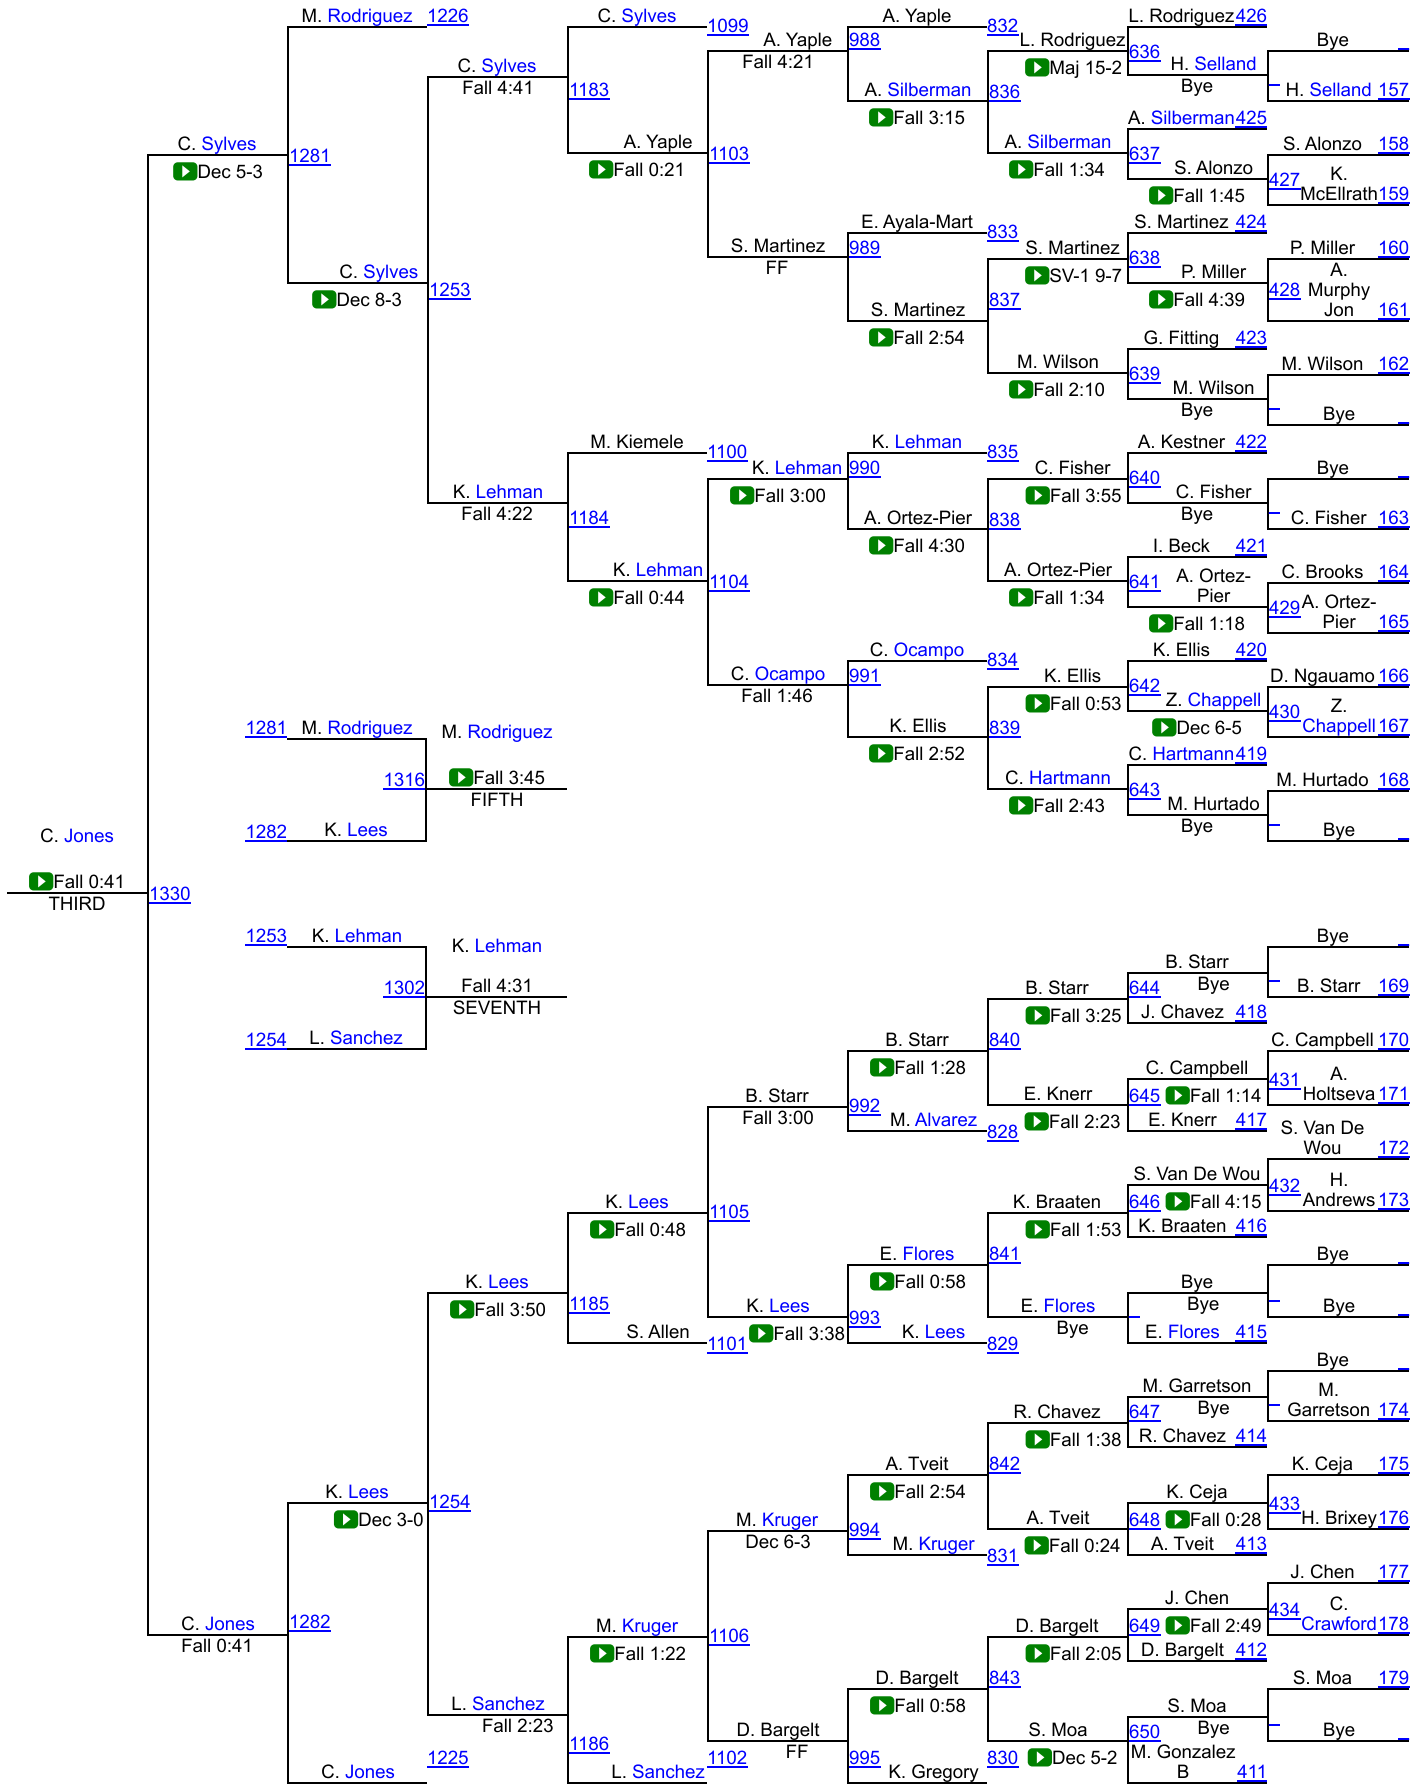 M. Rodriguez 1226
C. Sylves
1099
A. Yaple
832
L. Rodriguez 426
A. Yaple 988
L. Rodriguez
636
Bye
Fall 4:21
Maj 15-2
H. Selland
Bye
C. Sylves
Fall 4:41
1183
A. Silberman 836
H. Selland 157
Fall 3:15
A. Silberman 425
C. Sylves
Dec 5-3
1281
A. Yaple
Fall 0:21
1103
A. Silberman
Fall 1:34
637
S. Alonzo
Fall 1:45
S. Alonzo 158
427
K.
McEllrath 159
E. Ayala-Mart
833
S. Martinez 424
S. Martinez
FF
989
S. Martinez
SV-1 9-7
638
P. Miller
Fall 4:39
P. Miller 160
428
A.
Murphy
Jon 161
C. Sylves
Dec 8-3
1253
S. Martinez
Fall 2:54
837
G. Fitting 423
M. Wilson
Fall 2:10
639
M. Wilson
Bye
M. Wilson 162
Bye
M. Kiemele
1100
K. Lehman
835
A. Kestner 422
K. Lehman 990
Fall 3:00
C. Fisher
Fall 3:55
640
C. Fisher
Bye
Bye
C. Fisher 163
K. Lehman
Fall 4:22
1184
A. Ortez-Pier 838
Fall 4:30
I. Beck 421
K. Lehman
Fall 0:44
1104
A. Ortez-Pier
Fall 1:34
641
A. Ortez-
Pier
Fall 1:18
C. Brooks 164
429
A. Ortez-
Pier 165
C. Ocampo
834
K. Ellis 420
C. Ocampo
Fall 1:46
991
K. Ellis
Fall 0:53
642
Z. Chappell
Dec 6-5
D. Ngauamo 166
430
Z.
Chappell 167
K. Ellis
Fall 2:52
839
C. Hartmann 419
C. Hartmann
Fall 2:43
643
M. Hurtado
Bye
M. Hurtado 168
Bye
1281 M. Rodriguez
M. Rodriguez
1316
Fall 3:45
FIFTH
1282 K. Lees
C. Jones
Fall 0:41
THIRD
1330
1253 K. Lehman
K. Lehman
1302
Fall 4:31
SEVENTH
1254 L. Sanchez
Bye
B. Starr
Bye
B. Starr 169
B. Starr
Fall 3:25
644
J. Chavez 418
B. Starr
Fall 1:28
840
C. Campbell 170
C. Campbell
Fall 1:14
431
A.
Holtseva 171
B. Starr
Fall 3:00
992
M. Alvarez
828
E. Knerr
Fall 2:23
645
E. Knerr 417
S. Van De
Wou 172
S. Van De Wou
Fall 4:15
432
H.
Andrews 173
K. Lees
Fall 0:48
1105
K. Braaten
Fall 1:53
646
K. Braaten 416
E. Flores
Fall 0:58
841
Bye
Bye
Bye
Bye
K. Lees
Fall 3:50
1185
S. Allen
1101
K. Lees
Fall 3:38
993
K. Lees
829
E. Flores
Bye
E. Flores 415
Bye
M. Garretson
Bye
M.
Garretson 174
R. Chavez
Fall 1:38
647
R. Chavez 414
A. Tveit
Fall 2:54
842
K. Ceja 175
K. Ceja
Fall 0:28
433
H. Brixey 176
K. Lees
Dec 3-0
1254
M. Kruger
Dec 6-3
994
M. Kruger
831
A. Tveit
Fall 0:24
648
A. Tveit 413
J. Chen 177
J. Chen
Fall 2:49
434
C.
Crawford 178
C. Jones
Fall 0:41
1282
M. Kruger
Fall 1:22
1106
D. Bargelt
Fall 2:05
649
D. Bargelt 412
D. Bargelt
Fall 0:58
843
S. Moa 179
S. Moa
Bye
Bye
L. Sanchez
Fall 2:23
1186
D. Bargelt
FF
995
S. Moa
Dec 5-2
650
M. Gonzalez
B 411
C. Jones
1225
L. Sanchez
1102
K. Gregory
830